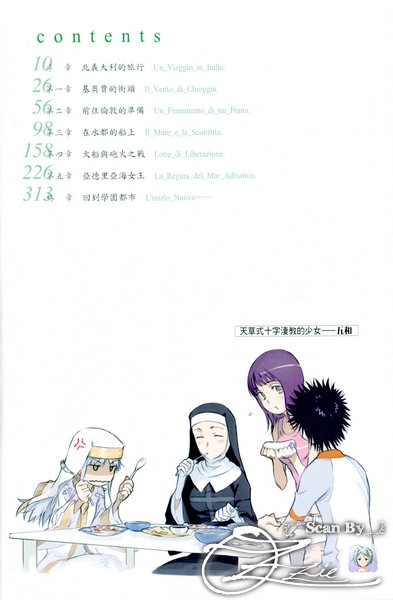 contents
10 序 章 北義大利的旅行 Un_Viaggio_in_Italia.
26 第一章 基奧賈的街頭 Il_Vento_di_Chioggia.
56 第二章 前往倫敦的準備 Un_Frammento_di_un_Piano.
98 第三章 在水都的船上 Il_Mare_e_la_Sconfitta.
158 第四章 火船與砲火之戰 Lotte_di_Liberazione.
226 第五章 亞德里亞海女王 La_Regina_del_Mar_Adriatico.
313 終 章 回到學園都市 L'inizio_Nuovo……
天草式十字淒教的少女——五和
Scan By